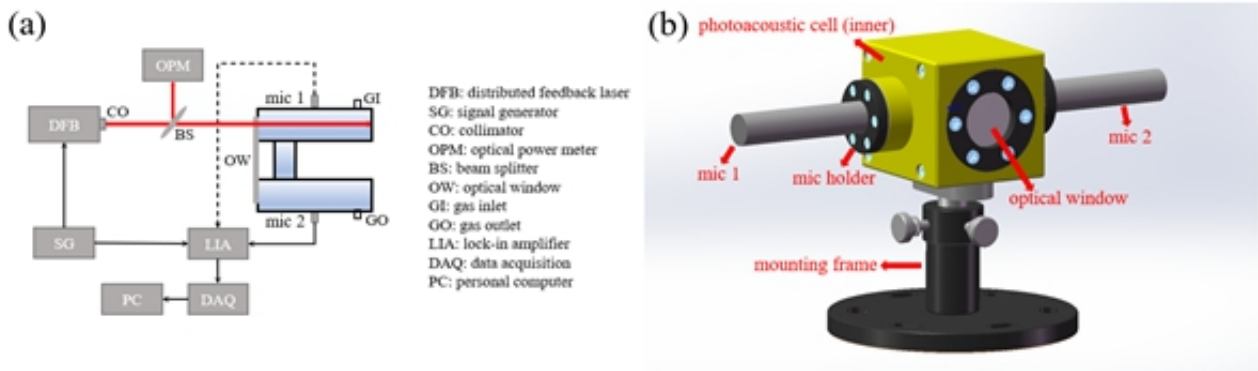 (a)
OPM
mic 1
GI
DFB
CO
BS
OW
mic 2
GO
SG
LIA
PC
DAQ
DFB: distributed feedback laser
SG: signal generator
CO: collimator
OPM: optical power meter
BS: beam splitter
OW: optical window
GI: gas inlet
GO: gas outlet
LIA: lock-in amplifier
DAQ: data acquisition
PC: personal computer
(b)
photoacoustic cell (inner)
mic 1
mic holder
mic 2
optical window
mounting frame